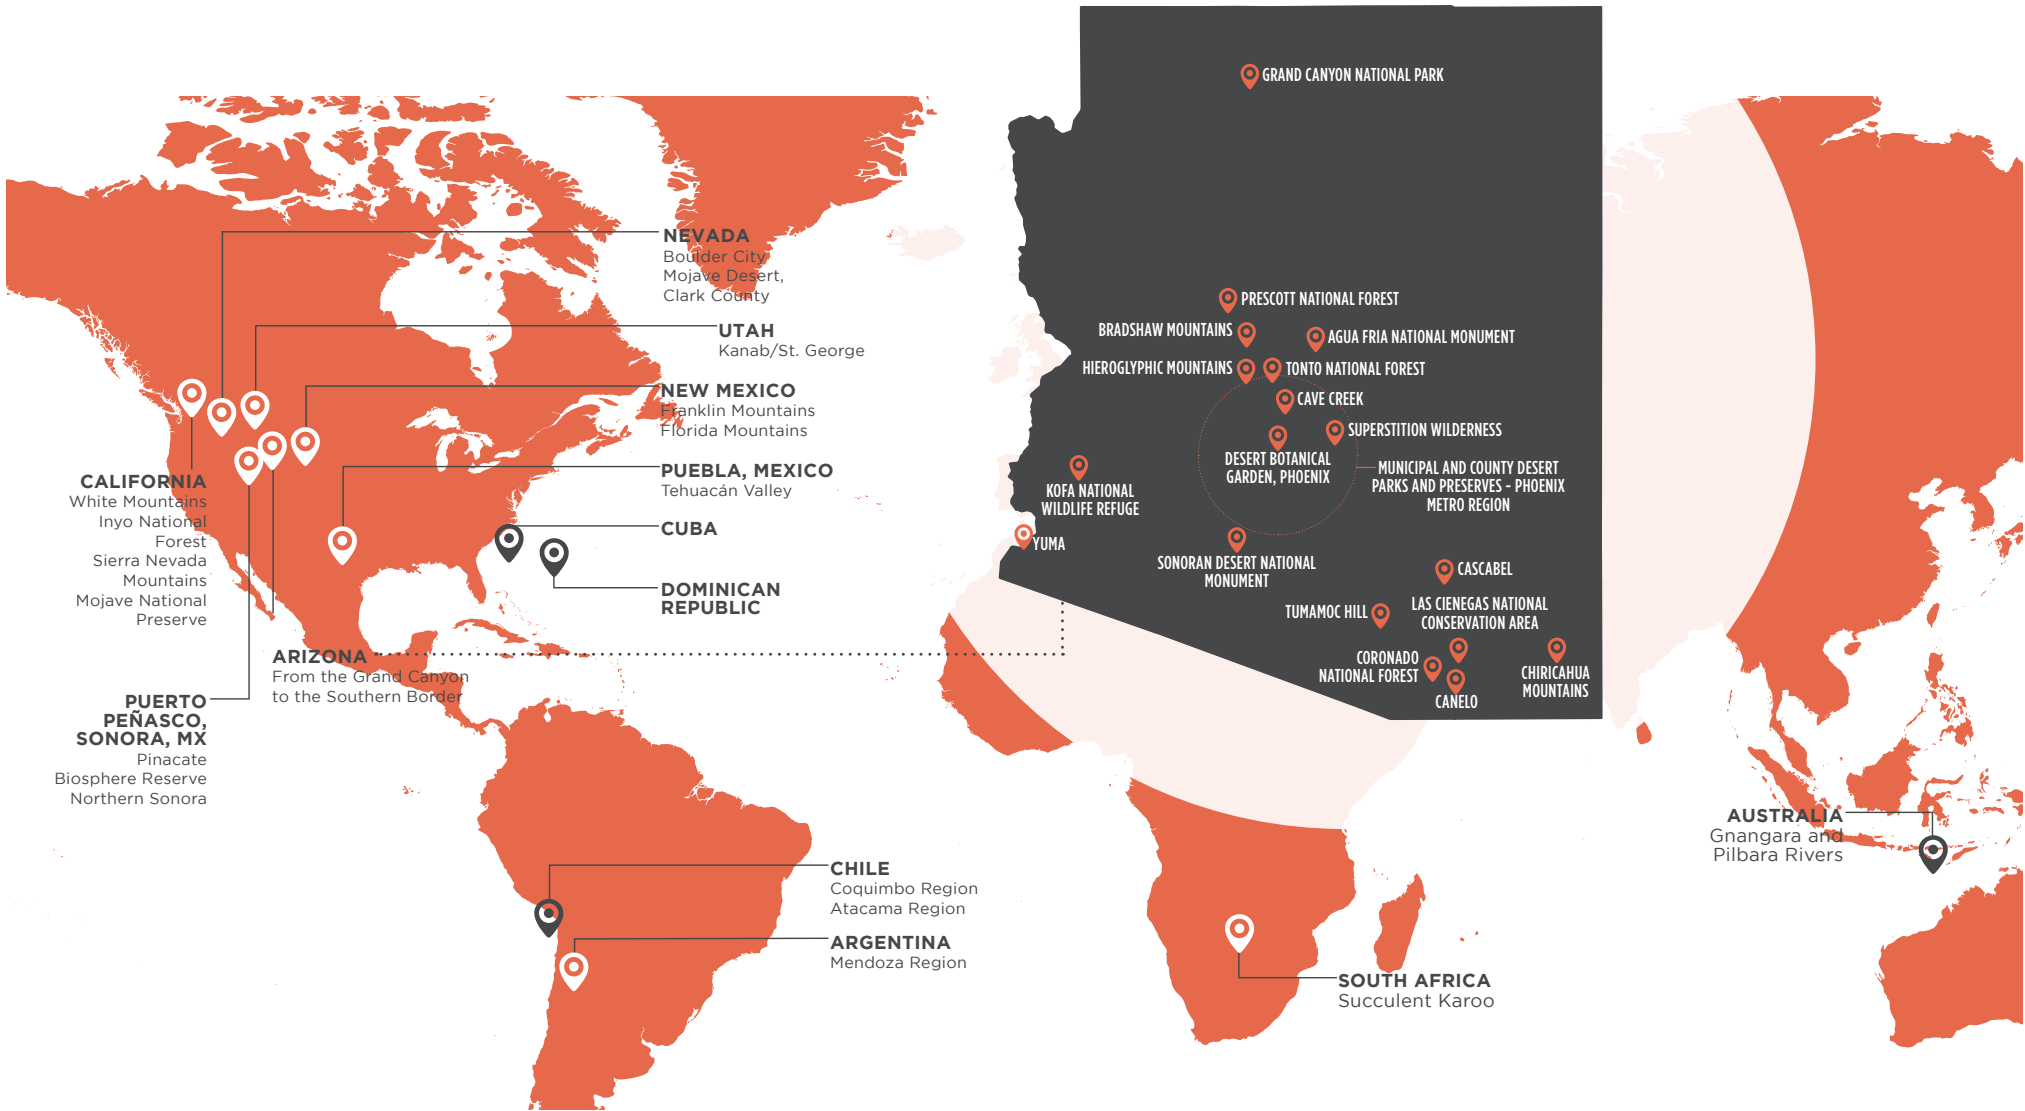 GRAND CANYON NATIONAL PARK
PRESCOTT NATIONAL FOREST
BRADSHAW MOUNTAINS
AGUA FRIA NATIONAL MONUMENT
HIEROGLYPHIC MOUNTAINS
TONTO NATIONAL FOREST
CAVE CREEK
SUPERSTITION WILDERNESS
DESERT BOTANICAL
GARDEN, PHOENIX
MUNICIPAL AND COUNTY DESERT
PARKS AND PRESERVES - PHOENIX
METRO REGION
KOFA NATIONAL
WILDLIFE REFUGE
YUMA
SONORAN DESERT NATIONAL
MONUMENT
CASCABEL
TUMAMOC HILL
LAS CIENEGAS NATIONAL
CONSERVATION AREA
CORONADO
NATIONAL FOREST
CANELO
CHIRICAHUA
MOUNTAINS
NEVADA
Boulder City
Mojave Desert,
Clark County
UTAH
Kanab/St. George
NEW MEXICO
Franklin Mountains
Florida Mountains
PUEBLA, MEXICO
Tehuacán Valley
CUBA
DOMINICAN
REPUBLIC
CALIFORNIA
White Mountains
Inyo National
Forest
Sierra Nevada
Mountains
Mojave National
Preserve
ARIZONA
From the Grand Canyon
to the Southern Border
PUERTO
PEÑASCO,
SONORA, MX
Pinacate
Biosphere Reserve
Northern Sonora
CHILE
Coquimbo Region
Atacama Region
ARGENTINA
Mendoza Region
SOUTH AFRICA
Succulent Karoo
AUSTRALIA
Gnangara and
Pilbara Rivers